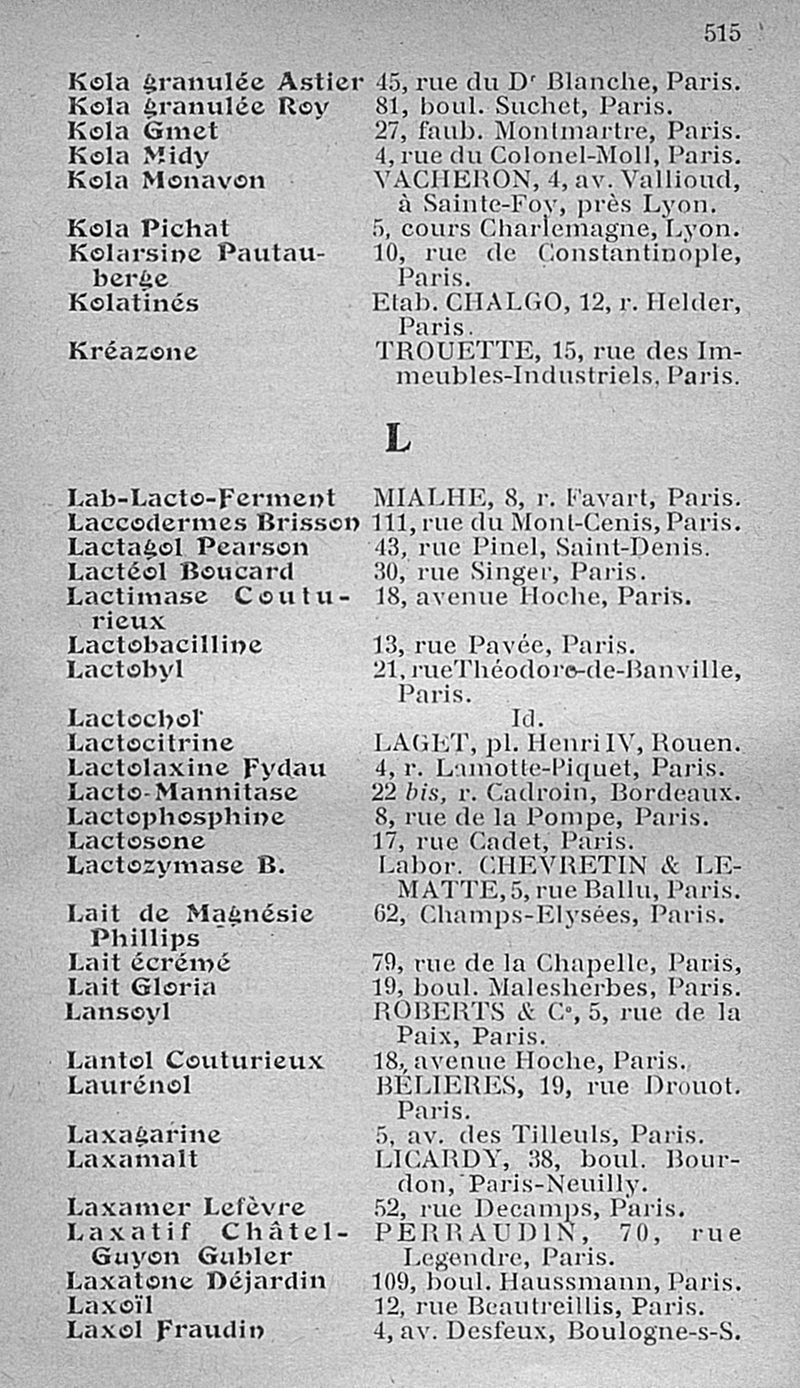 515
Kola granulée Astier 45, rue du Dr Blanche, Paris.
Kola granulée Roy 81, boul. Suchet, Paris.
Kola Gmet 27, faub. Montmartre, Paris.
Kola Midy 4, rue du Colonel-Moll, Paris.
Kola Monavon VACHERON, 4, av. Vallioud,
à Sainte-Foy, près Lyon.
Kola Pichat 5, cours Charlemagne, Lyon.
Kolarsine Pautau- 10, rue de Constantinople,
berge Paris.
Kolatinés Etab. CHALGO, 12, r. Helder,
Paris.
Kréazone TROUETTE, 15, rue des Im-
meubles-Industriels, Paris.
L
Lab-Lacto-Ferment MIALHE, 8, r. Favart, Paris.
Laccodermes Brisson 111, rue du Mont-Cenis, Paris.
Lactagol Pearson 43, rue Pinel, Saint-Denis.
Lactéol Boucard 30, rue Singer, Paris.
Lactimase Coutu- 18, avenue Hoche, Paris.
rieux
Lactobacilline 13, rue Pavée, Paris.
Lactobyl 21, rue Théodore-de-Banville,
Paris.
Lactochol Id.
Lactocitrine LAGET, pl. Henri IV, Rouen.
Lactolaxine Fydau 4, r. Lamotte-Piquet, Paris.
Lacto-Mannitase 22 bis, r. Cadroin, Bordeaux.
Lactophosphine 8, rue de la Pompe, Paris.
Lactosone 17, rue Cadet, Paris.
Lactozymase B. Labor. CHEVRETIN & LE-
MATTE, 5, rue Ballu, Paris.
Lait de Magnésie 62, Champs-Elysées, Paris.
Phillips
Lait écrémé 79, rue de la Chapelle, Paris,
Lait Gloria 19, boul. Malesherbes, Paris.
Lansoyl ROBERTS & Co, 5, rue de la
Paix, Paris.
Lantol Couturieux 18, avenue Hoche, Paris.
Laurénol BÉLIERES, 19, rue Drouot.
Paris.
Laxagarine 5, av. des Tilleuls, Paris.
Laxamalt LICARDY, 38, boul. Bour-
don, Paris-Neuilly.
Laxamer Lefèvre 52, rue Decamps, Paris.
Laxatif Châtel- PERRAUDIN, 70, rue
Guyon Gubler Legendre, Paris.
Laxatone Déjardin 109, boul. Haussmann, Paris.
Laxoïl 12, rue Beautreillis, Paris.
Laxol Fraudin 4, av. Desfeux, Boulogne-s-S.